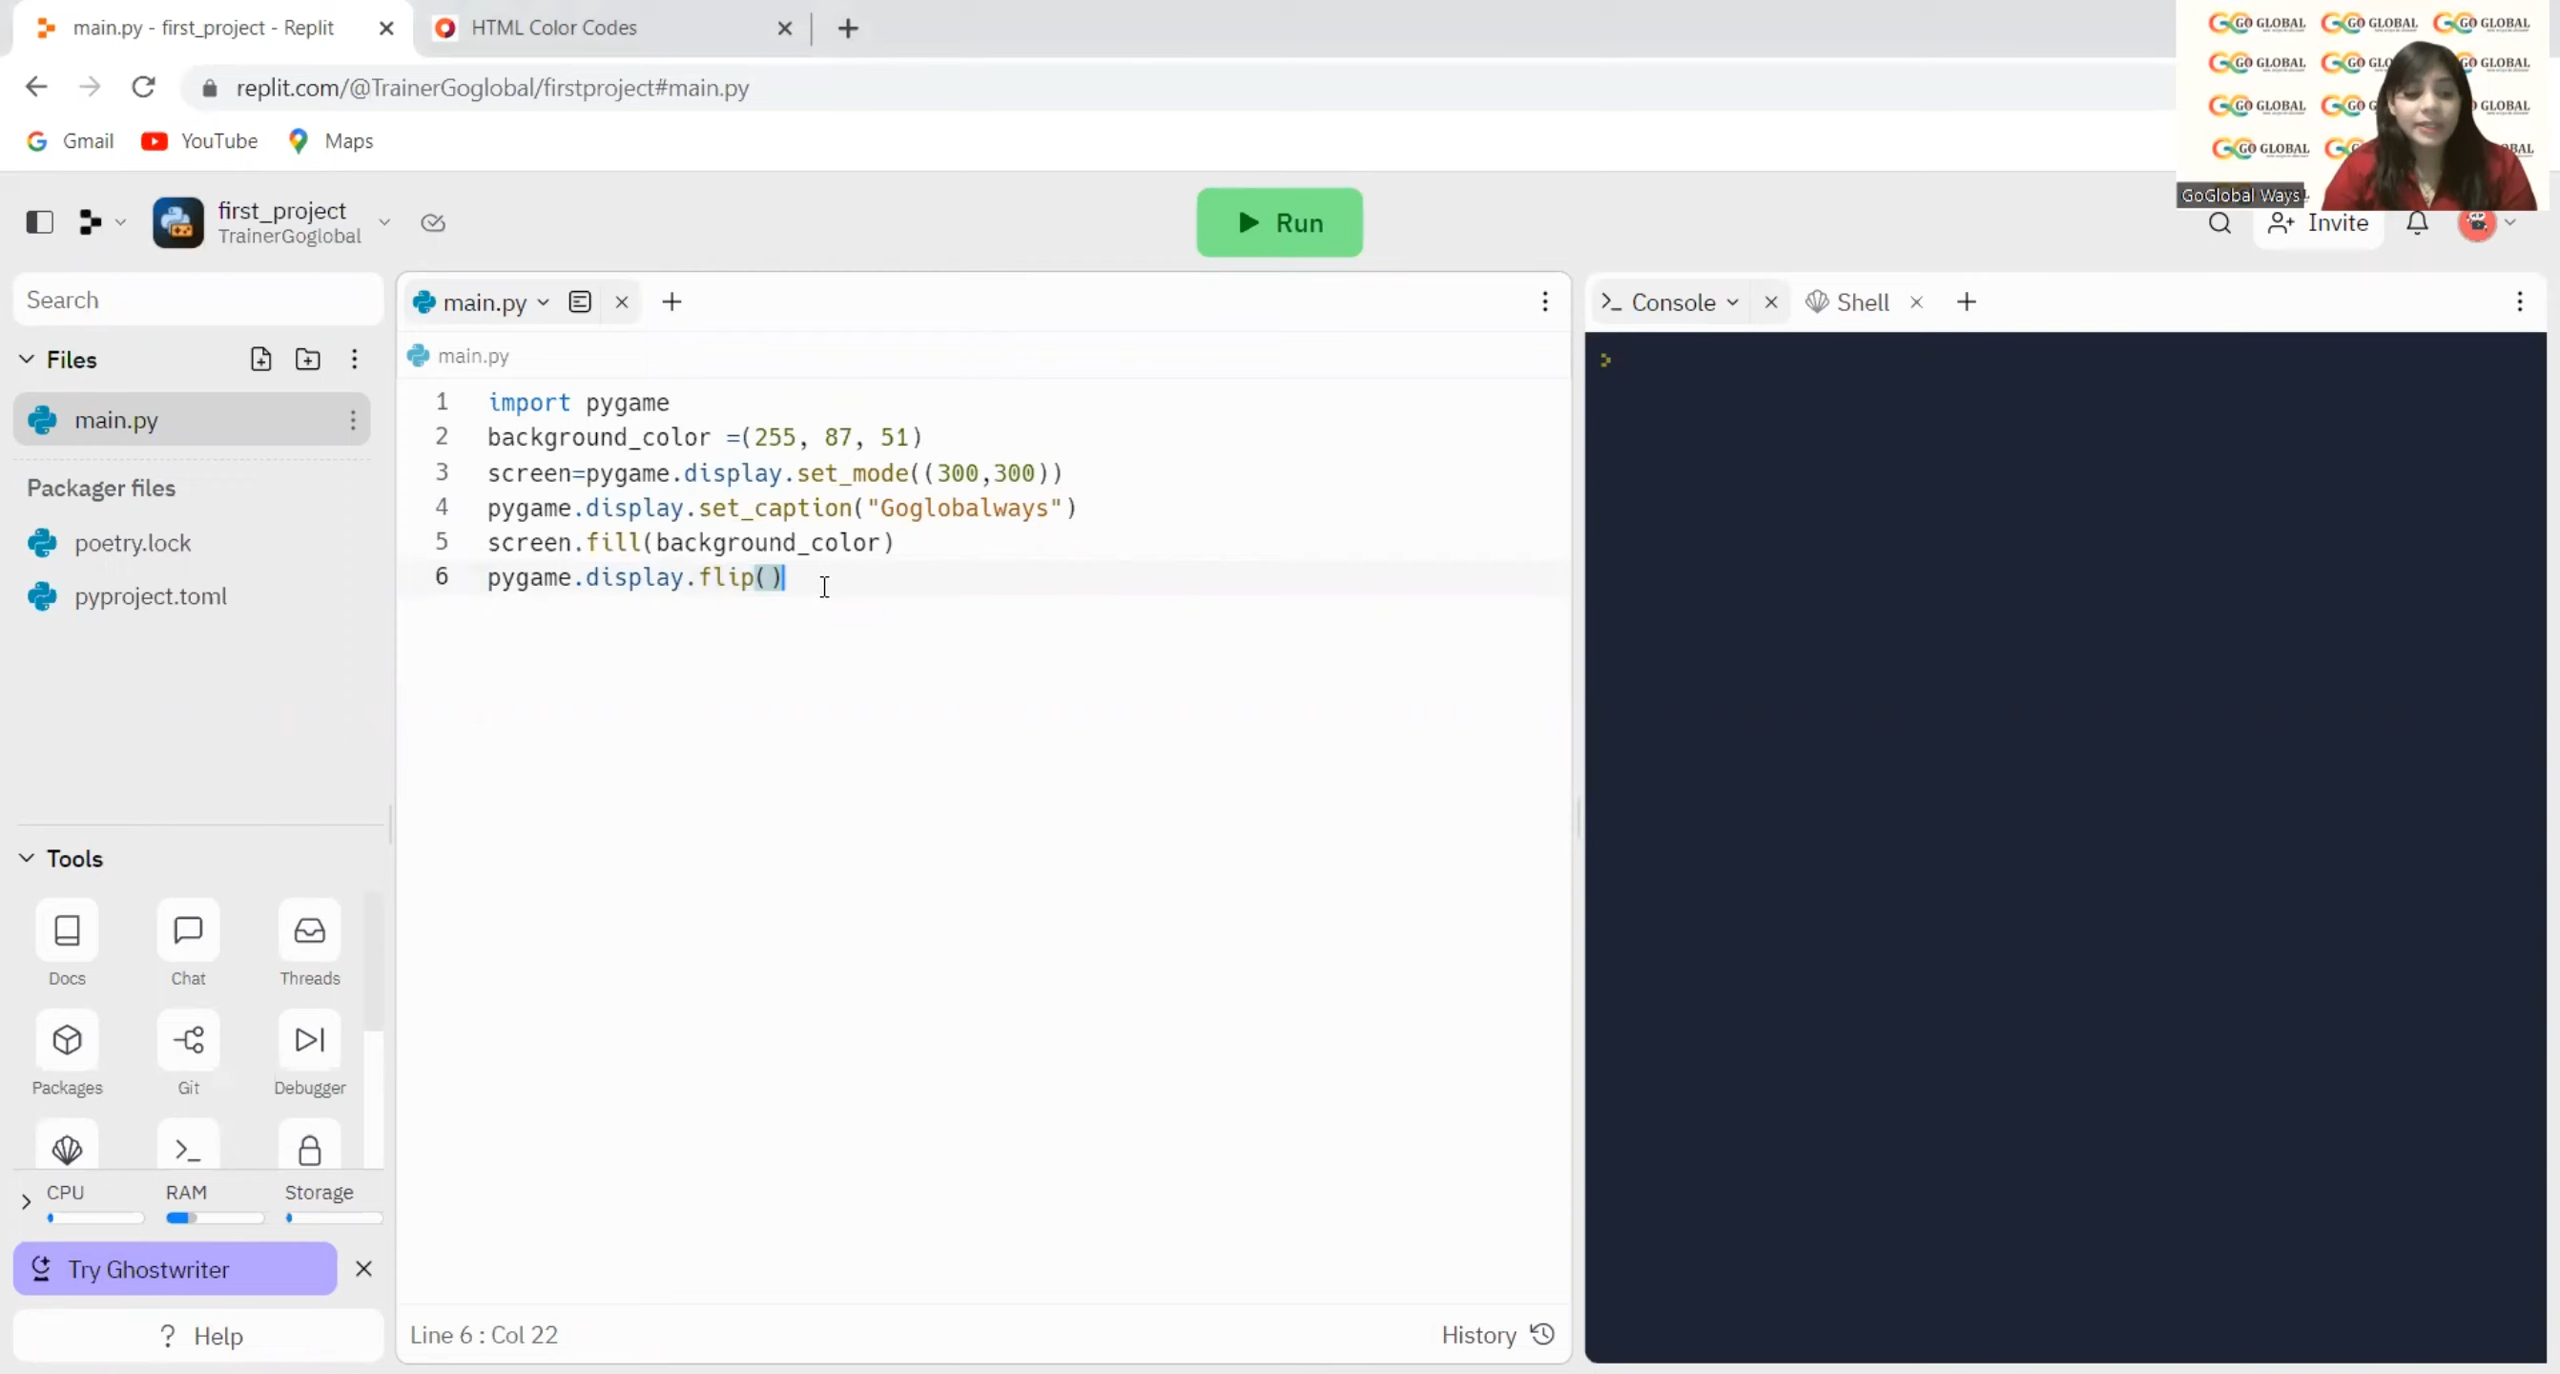 main.py - first_project - Replit
HTML Color Codes
replit.com/@TrainerGoglobal/firstproject#main.py
Gmail
YouTube
Maps
GO GLOBAL GO GLOBAL GO GLOBAL
GO GLOBAL GO GLO GO GLOBAL
GO GLOBAL GO G GLOBAL
GO GLOBAL OBAL
GoGlobal Ways
first_project
TrainerGoglobal
Run
Invite
Search
Files
main.py
Packager files
poetry.lock
pyproject.toml
Tools
Docs
Chat
Threads
Packages
Git
Debugger
CPU
RAM
Storage
Try Ghostwriter
? Help
main.py
main.py
1 import pygame
2 background_color =(255, 87, 51)
3 screen=pygame.display.set_mode((300,300))
4 pygame.display.set_caption("Goglobalways")
5 screen.fill(background_color)
6 pygame.display.flip()
Line 6 : Col 22
History
Console
Shell